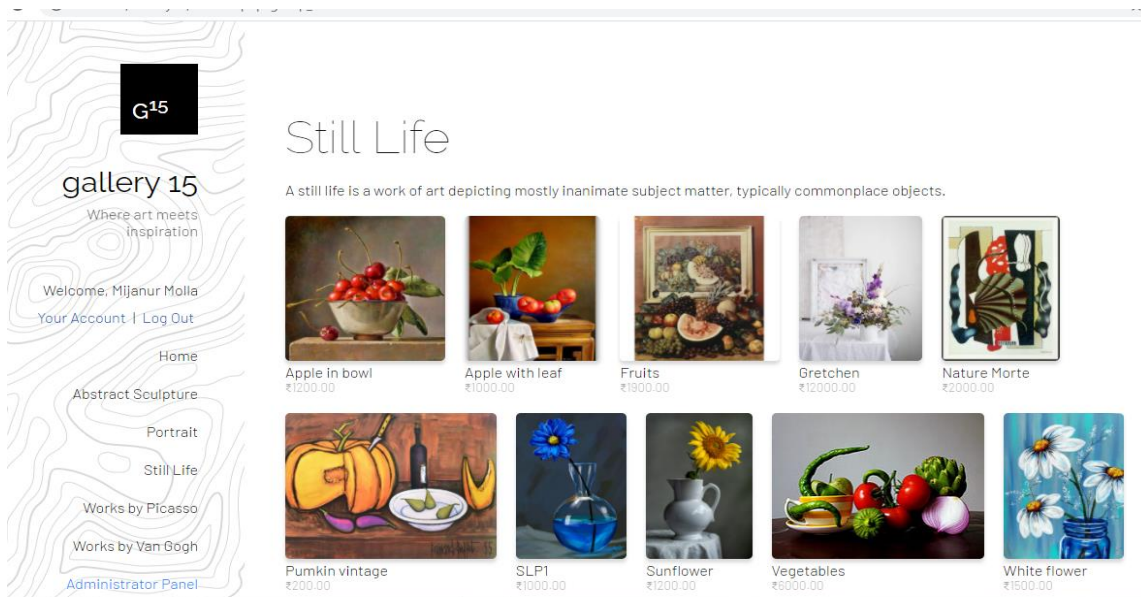 G15
gallery 15
Where art meets
inspiration
Welcome, Mijanur Molla
Your Account | Log Out
Home
Abstract Sculpture
Portrait
Still Life
Works by Picasso
Works by Van Gogh
Administrator Panel
Still Life
A still life is a work of art depicting mostly inanimate subject matter, typically commonplace objects.
Apple in bowl
₹1200.00
Apple with leaf
₹1000.00
Fruits
₹1900.00
Gretchen
₹12000.00
Nature Morte
₹2000.00
Pumkin vintage
₹200.00
SLP1
₹1000.00
Sunflower
₹1200.00
Vegetables
₹6000.00
White flower
₹1500.00